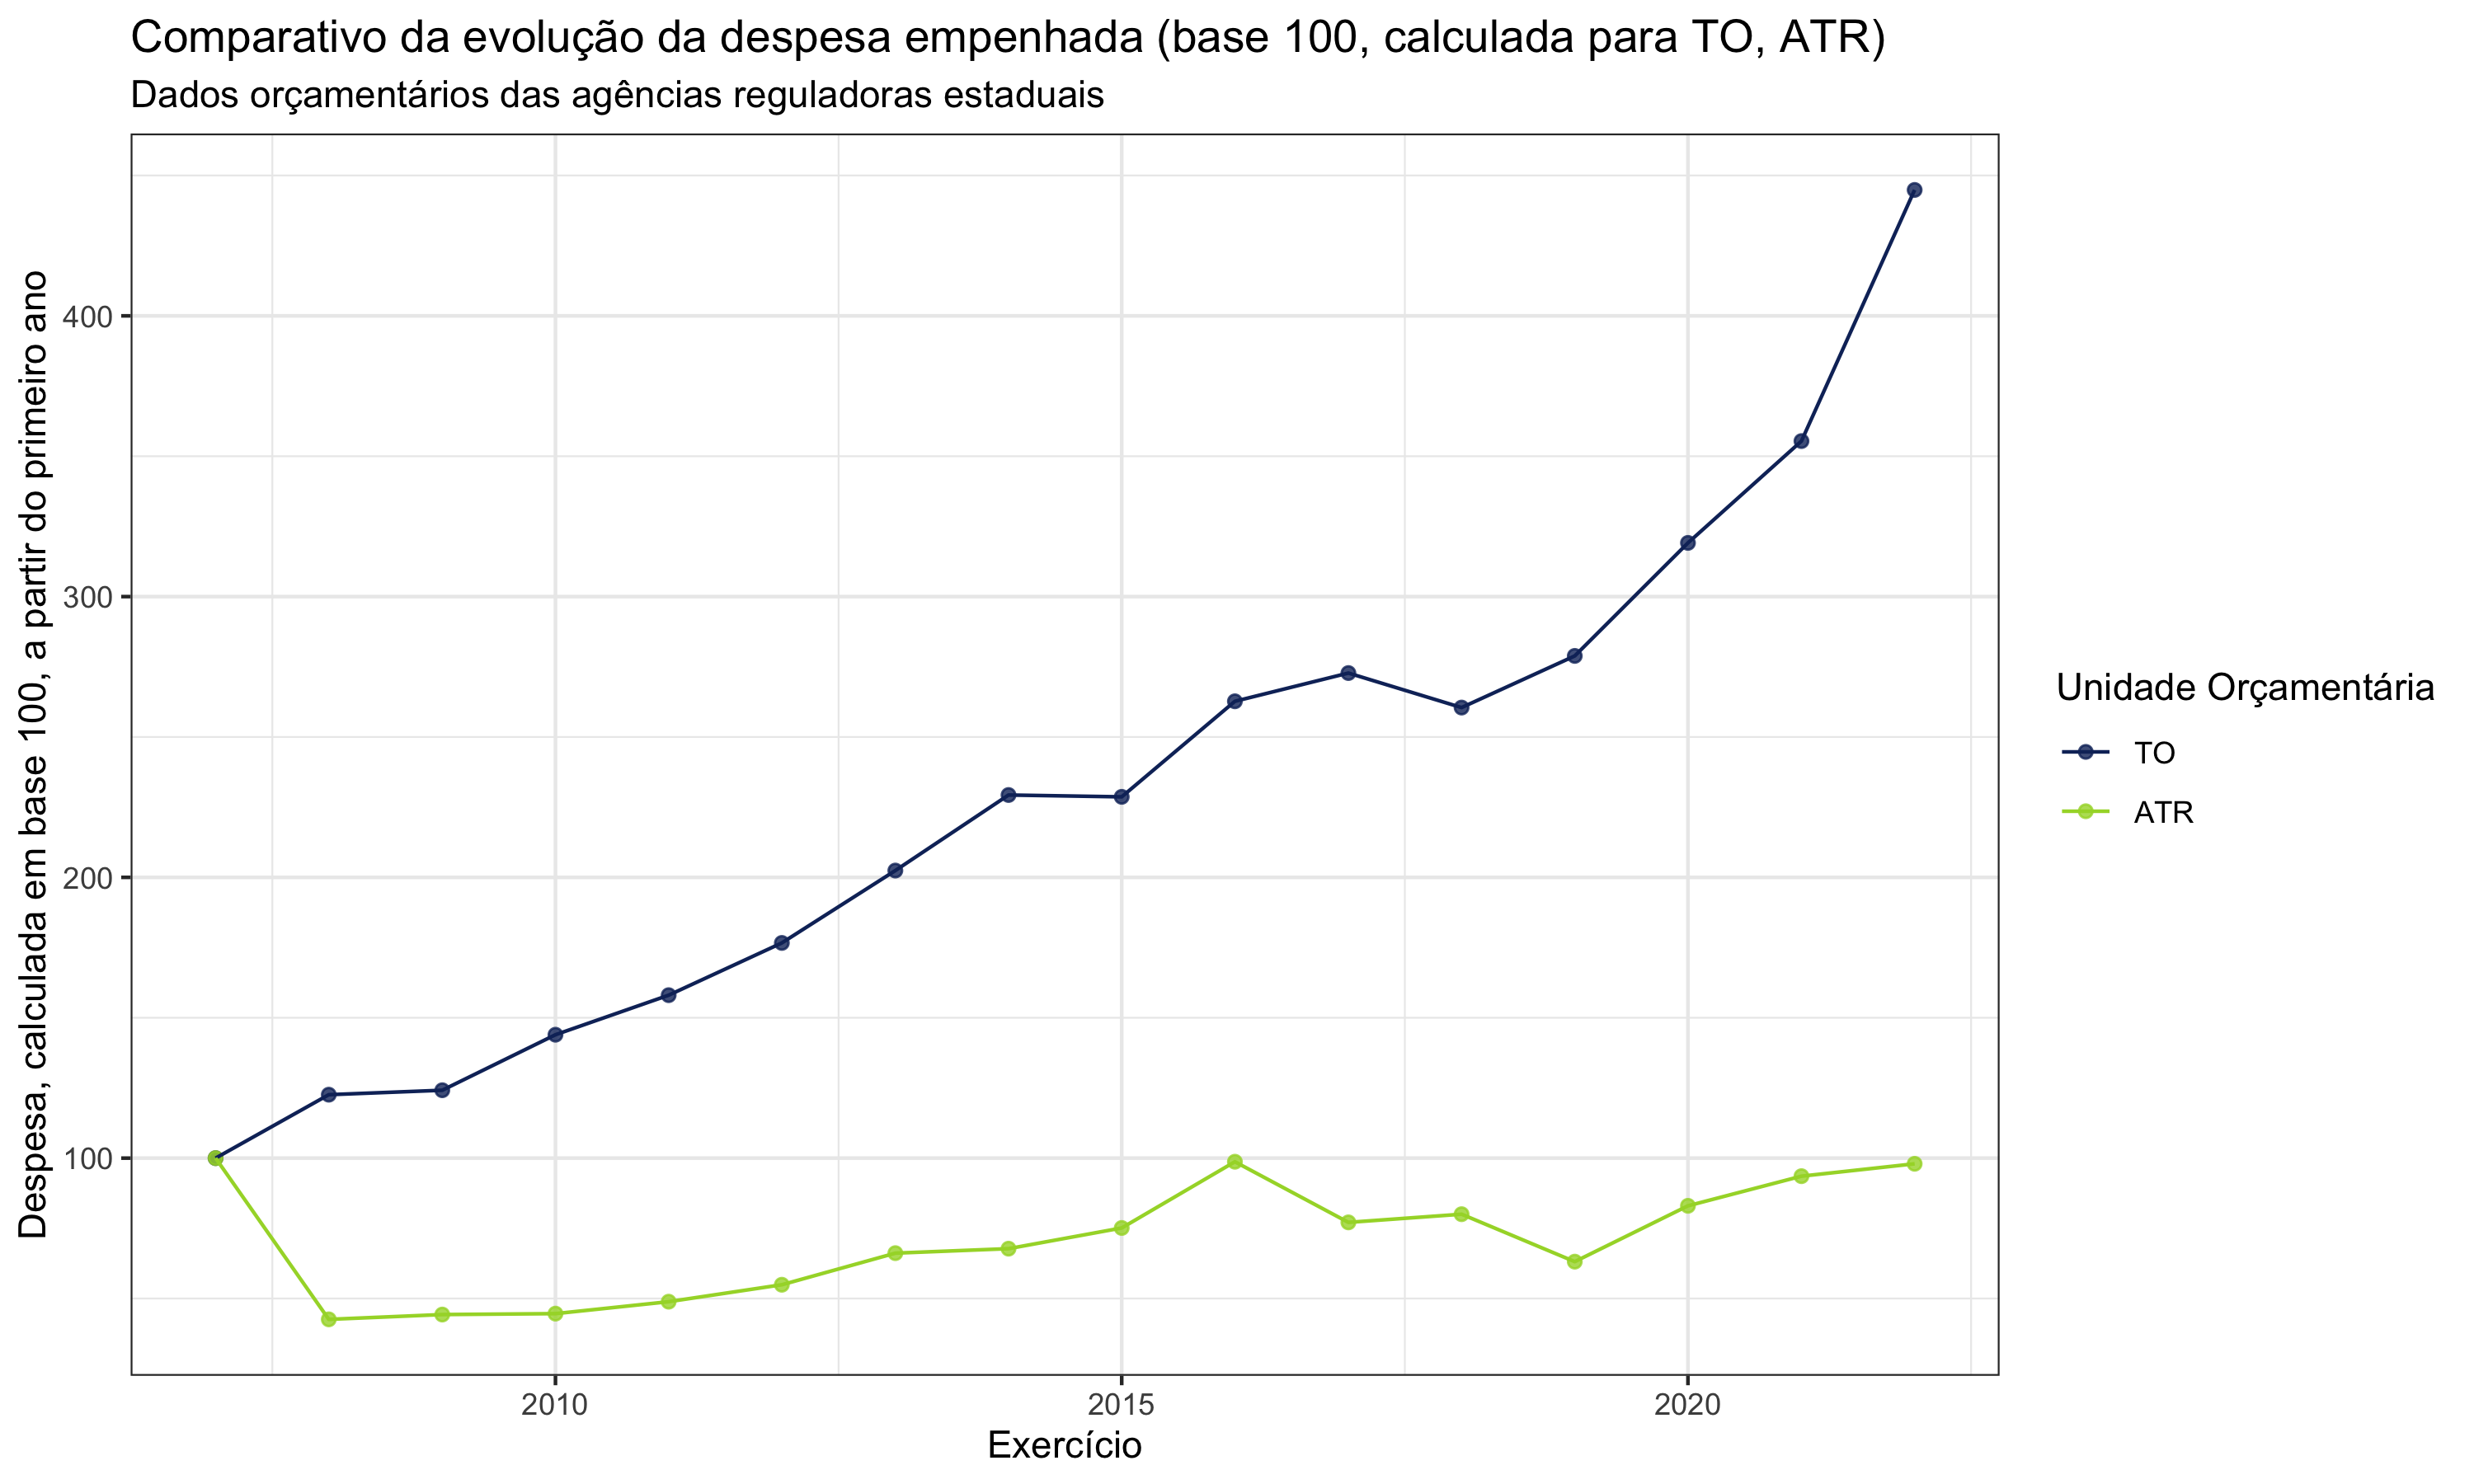 Comparativo da evolução da despesa empenhada (base 100, calculada para TO, ATR)
Dados orçamentários das agências reguladoras estaduais
Despesa, calculada em base 100, a partir do primeiro ano
400
300
200
100
2010
2015
2020
Exercício
Unidade Orçamentária
TO
ATR